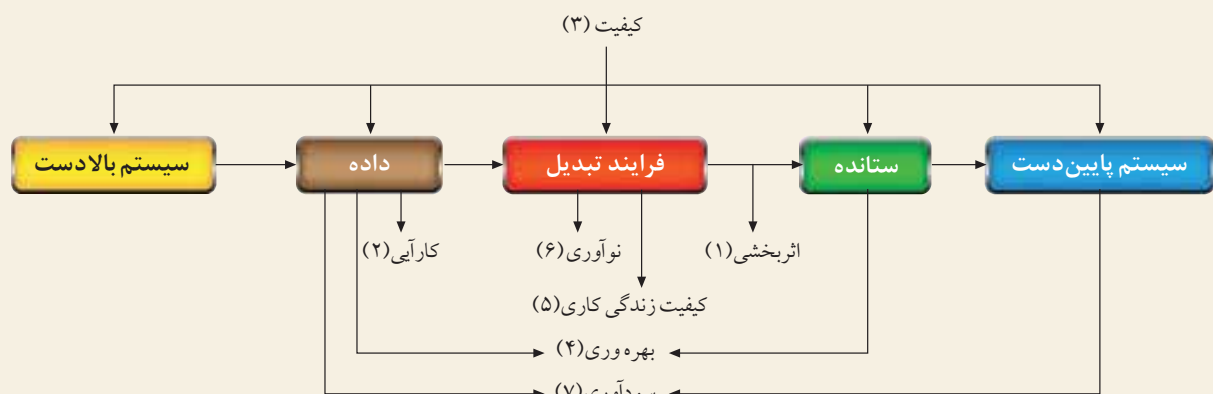 کیفیت (۳)
سیستم بالادست
داده
فرایند تبدیل
ستانده
سیستم پایین‌دست
کارآیی(۲)
نوآوری (۶)
اثربخشی (۱)
کیفیت زندگی کاری(۵)
بهره وری(۴)
(۷)